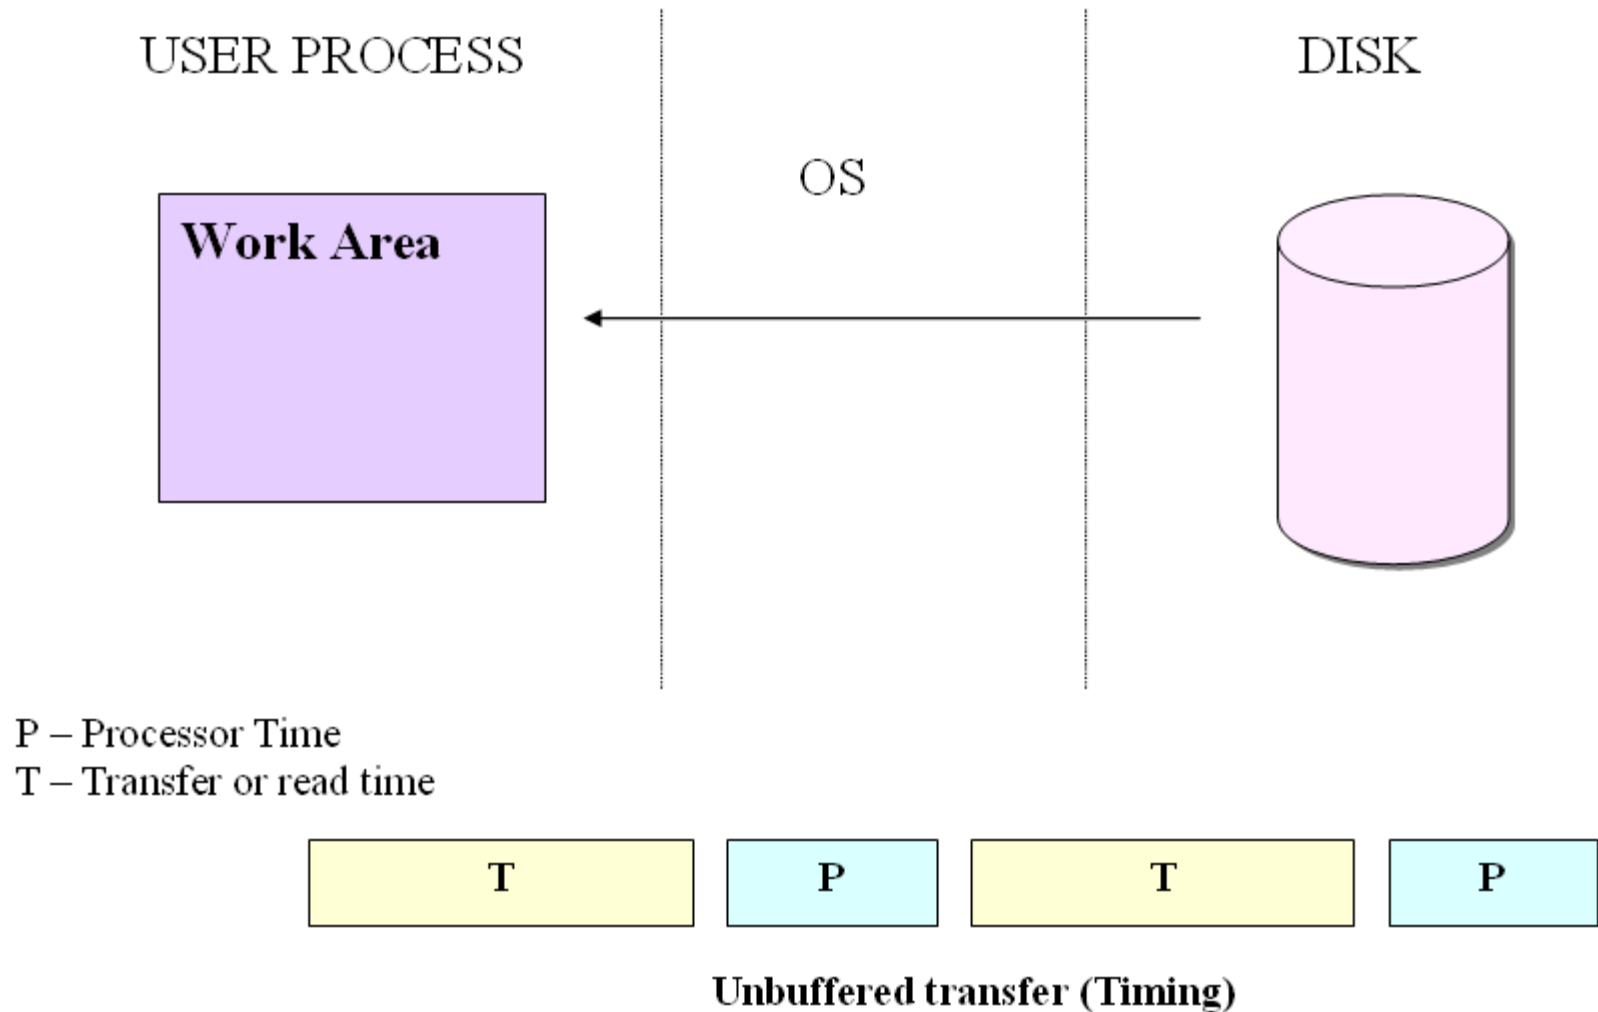 USER PROCESS
DISK
OS
Work Area
P – Processor Time
T – Transfer or read time
T
P
T
P
Unbuffered transfer (Timing)